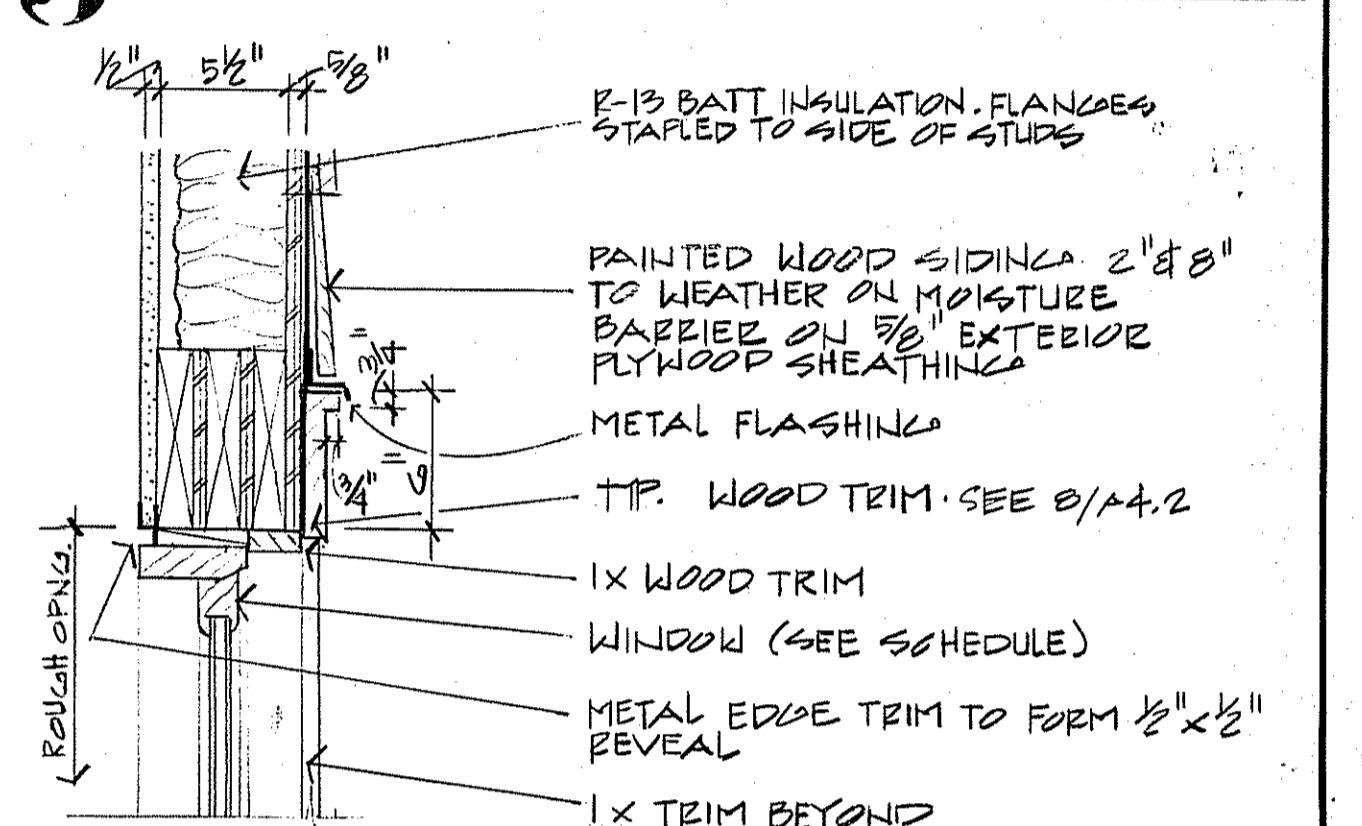 1/2" 5 1/2" 5/8"
R-13 BATT INSULATION. FLANGES
STAPLED TO SIDE OF STUDS
PAINTED WOOD SIDING 2" & 8"
TO WEATHER ON MOISTURE
BARRIER ON 5/8" EXTERIOR
PLYWOOD SHEATHING
3/4"
METAL FLASHING
3/4"
TYP. WOOD TRIM. SEE 8/A4.2
1X WOOD TRIM
WINDOW (SEE SCHEDULE)
ROUGH OPNG.
METAL EDGE TRIM TO FORM 1/2" x 1/2"
REVEAL
1X TRIM BEYOND